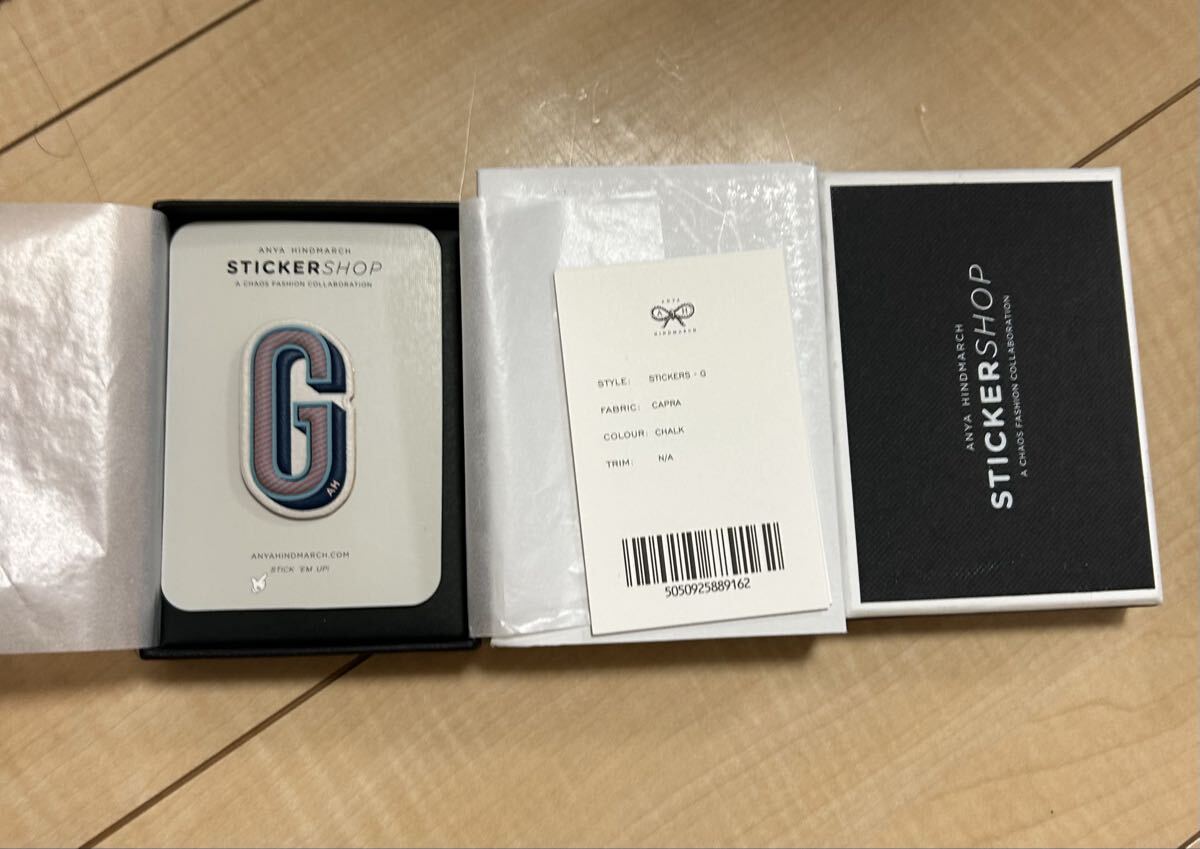 ANYA HINDMARCH
STICKERSHOP
A CHAOS FASHION COLLABORATION
G
AH
ANYAHINDMARCH.COM
STICK 'EM UP!
ANYA
A H
HINDMARCH
STYLE: STICKERS - G
FABRIC: CAPRA
COLOUR: CHALK
TRIM: N/A
5050925889162
ANYA HINDMARCH
STICKERSHOP
A CHAOS FASHION COLLABORATION